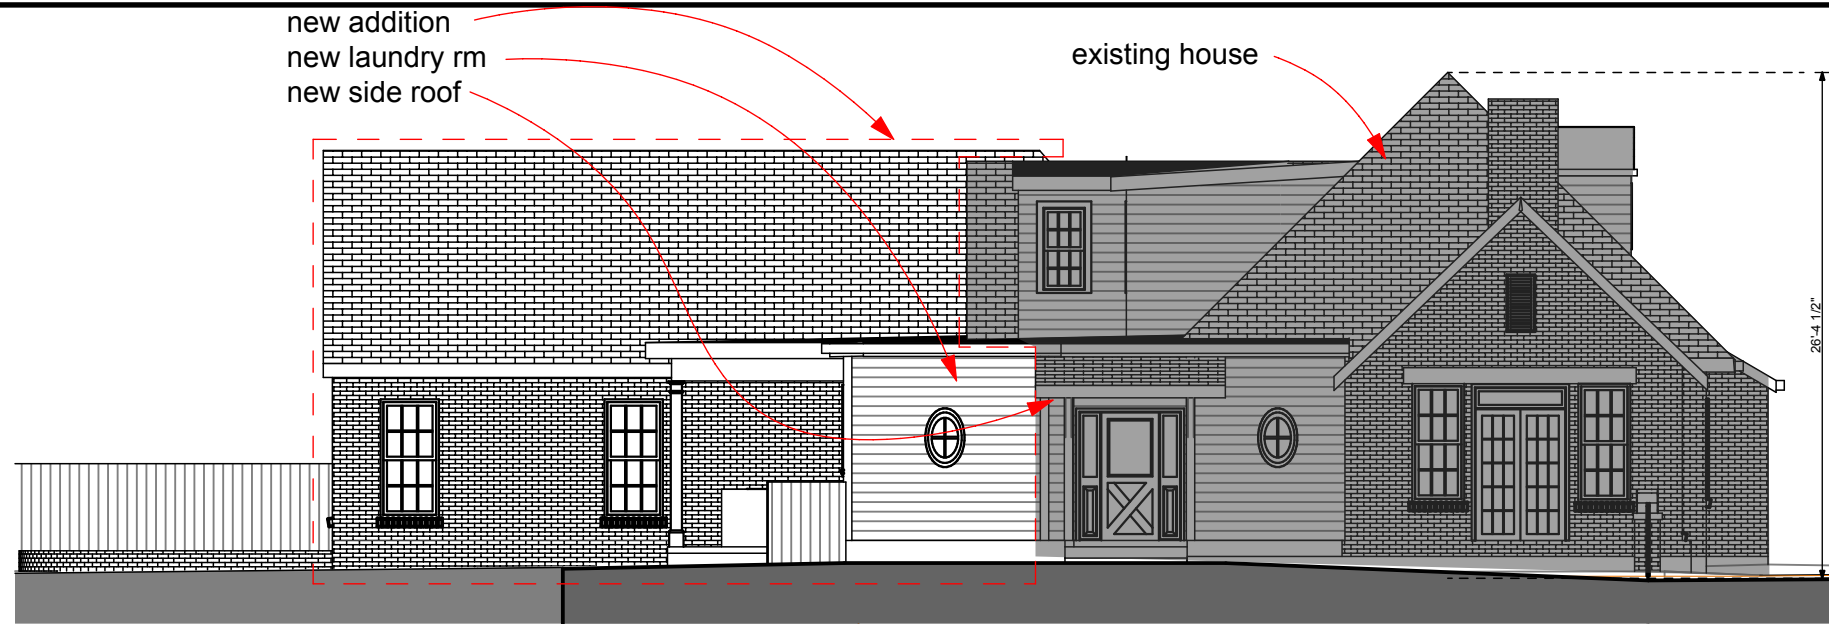 new addition
new laundry rm
new side roof
existing house
26'-4 1/2"